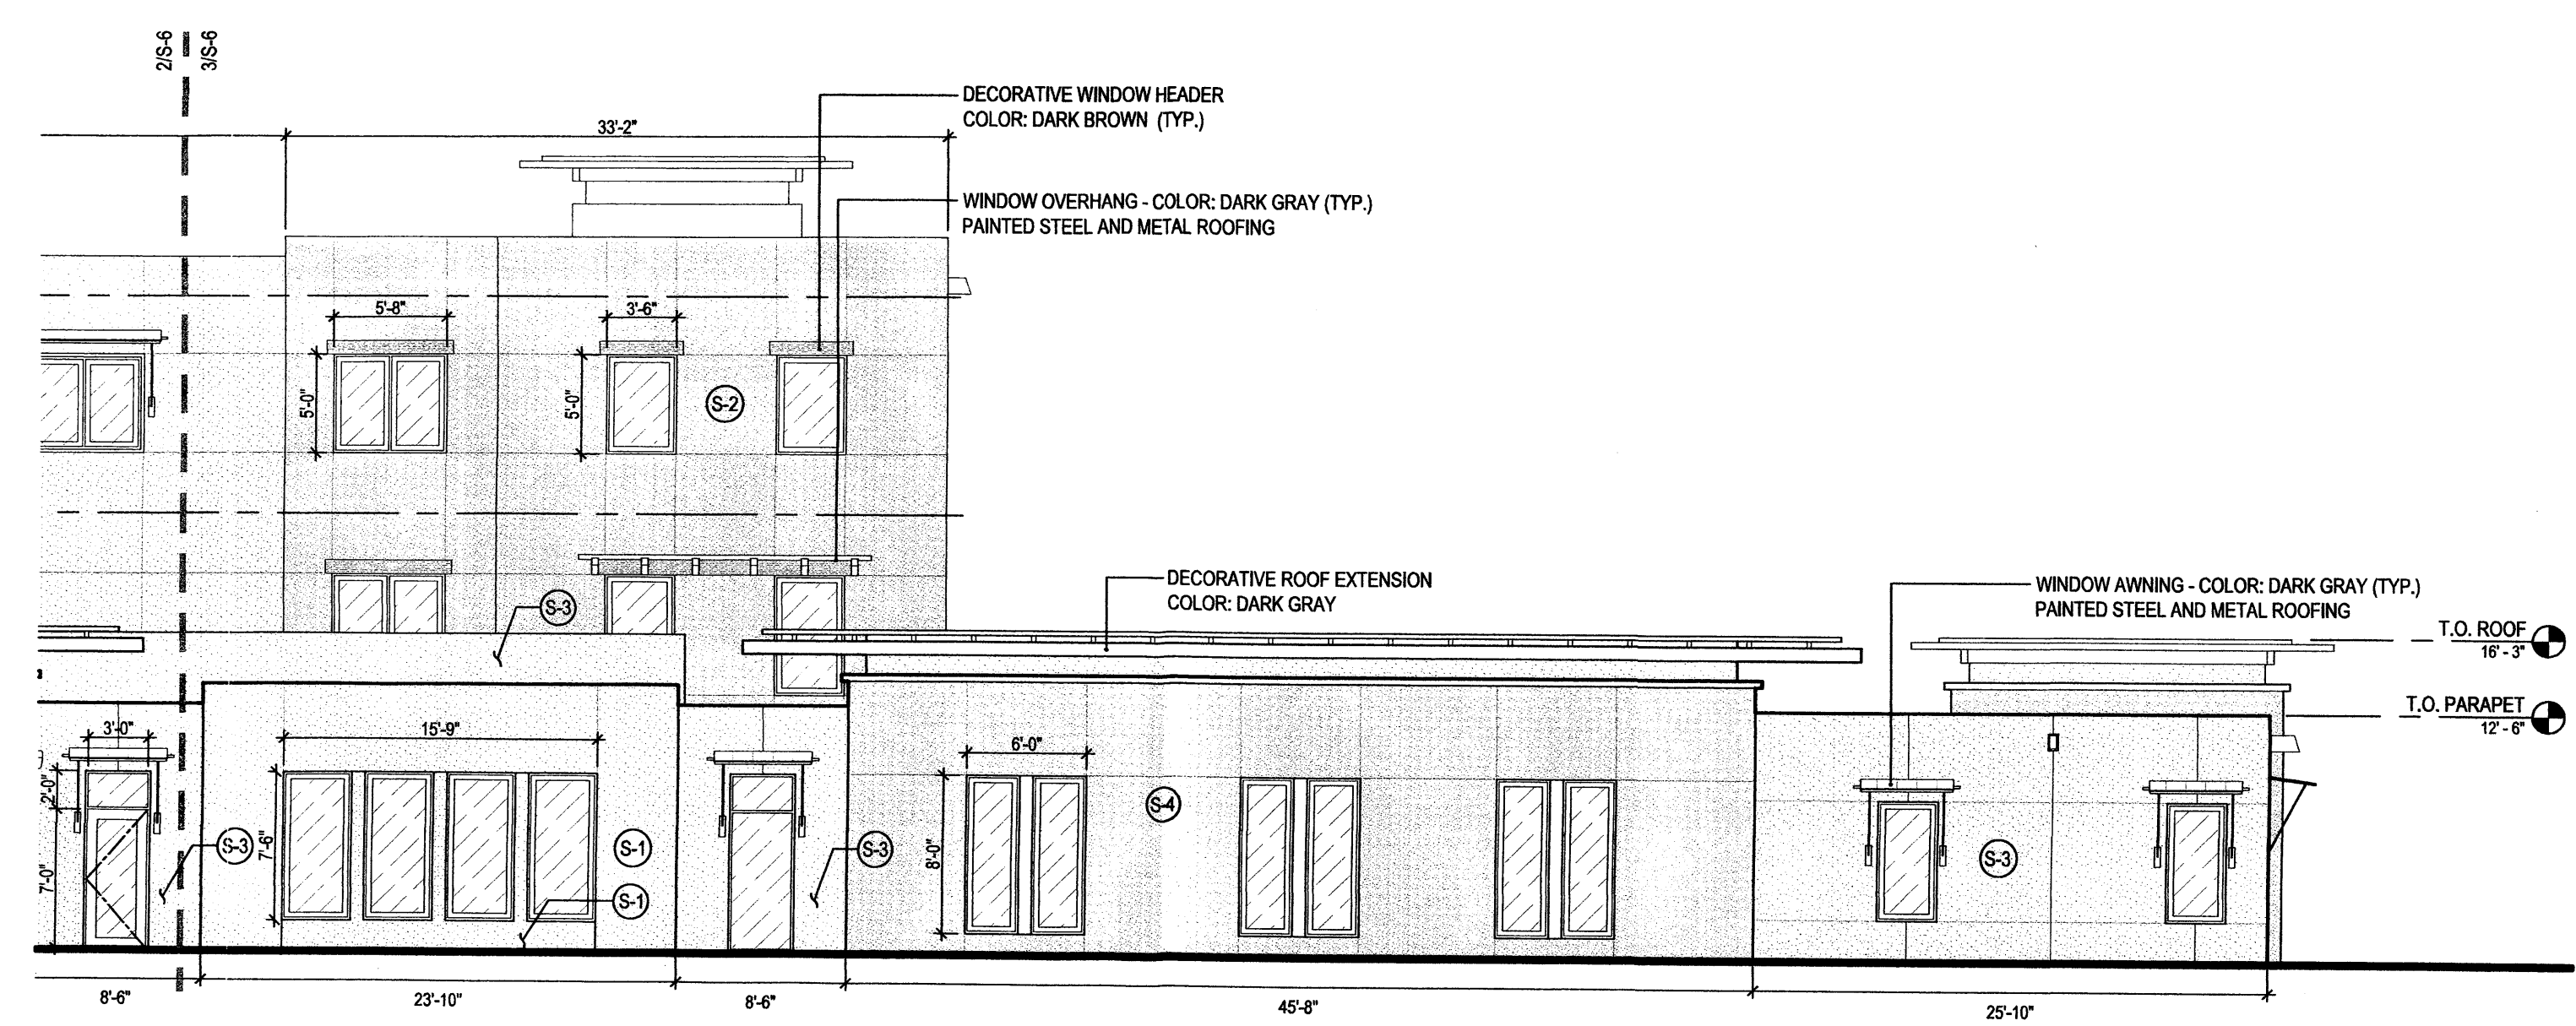 2/S-6
3/S-6
DECORATIVE WINDOW HEADER
COLOR: DARK BROWN (TYP.)
33'-2"
WINDOW OVERHANG - COLOR: DARK GRAY (TYP.)
PAINTED STEEL AND METAL ROOFING
5'-8"
3'-6"
5'-0"
5'-0"
S-2
S-3
DECORATIVE ROOF EXTENSION
COLOR: DARK GRAY
WINDOW AWNING - COLOR: DARK GRAY (TYP.)
PAINTED STEEL AND METAL ROOFING
T.O. ROOF
16' - 3"
T.O. PARAPET
12' - 6"
3'-0"
15'-9"
6'-0"
2'-0"
7'-0"
S-3
7'-6"
S-1
S-1
S-3
8'-0"
S-4
S-3
8'-6"
23'-10"
8'-6"
45'-8"
25'-10"